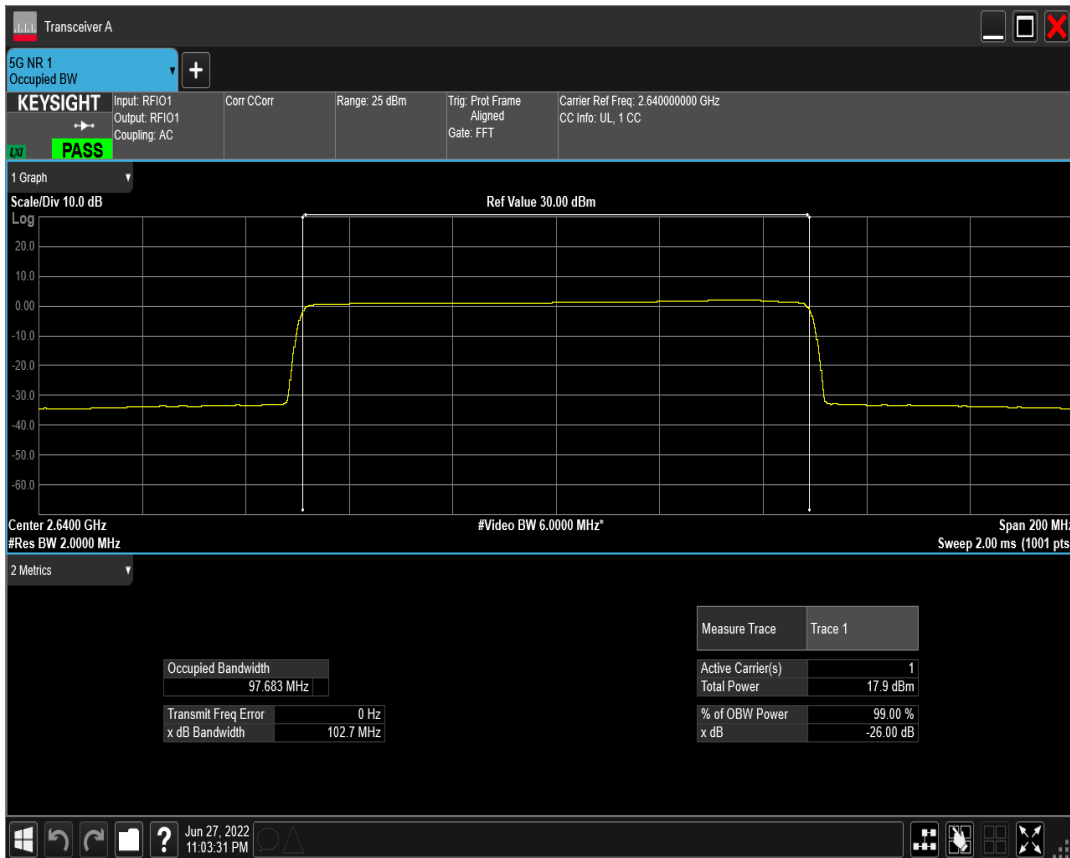 Transceiver A
5G NR 1
Occupied BW
+
KEYSIGHT
LXI
PASS
Input: RFIO1
Output: RFIO1
Coupling: AC
Corr CCorr
Range: 25 dBm
Trig: Prot Frame
Aligned
Gate: FFT
Carrier Ref Freq: 2.640000000 GHz
CC Info: UL, 1 CC
1 Graph
Scale/Div 10.0 dB
Ref Value 30.00 dBm
Log
20.0
10.0
0.00
-10.0
-20.0
-30.0
-40.0
-50.0
-60.0
Center 2.6400 GHz
#Video BW 6.0000 MHz*
Span 200 MHz
#Res BW 2.0000 MHz
Sweep 2.00 ms (1001 pts
2 Metrics
Measure Trace Trace 1
Occupied Bandwidth
97.683 MHz
Active Carrier(s) 1
Total Power 17.9 dBm
Transmit Freq Error 0 Hz
x dB Bandwidth 102.7 MHz
% of OBW Power 99.00 %
x dB -26.00 dB
?
Jun 27, 2022
11:03:31 PM